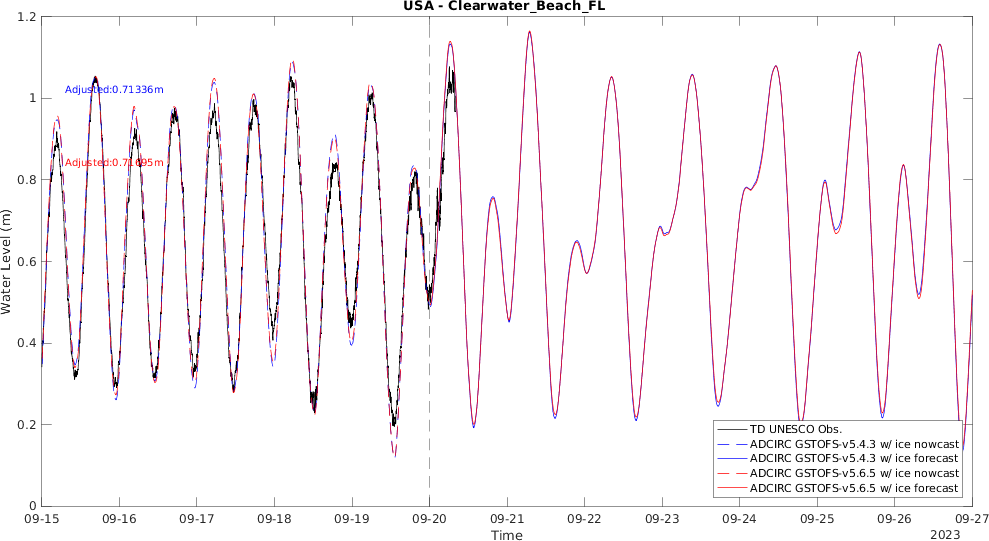 USA - Clearwater_Beach_FL
1.2
1
0.8
0.6
0.4
0.2
0
Water Level (m)
Adjusted:0.71336m
Adjusted:0.71695m
TD UNESCO Obs.
ADCIRC GSTOFS-v5.4.3 w/ ice nowcast
ADCIRC GSTOFS-v5.4.3 w/ ice forecast
ADCIRC GSTOFS-v5.6.5 w/ ice nowcast
ADCIRC GSTOFS-v5.6.5 w/ ice forecast
09-15 09-16 09-17 09-18 09-19 09-20 09-21 09-22 09-23 09-24 09-25 09-26 09-27
Time
2023